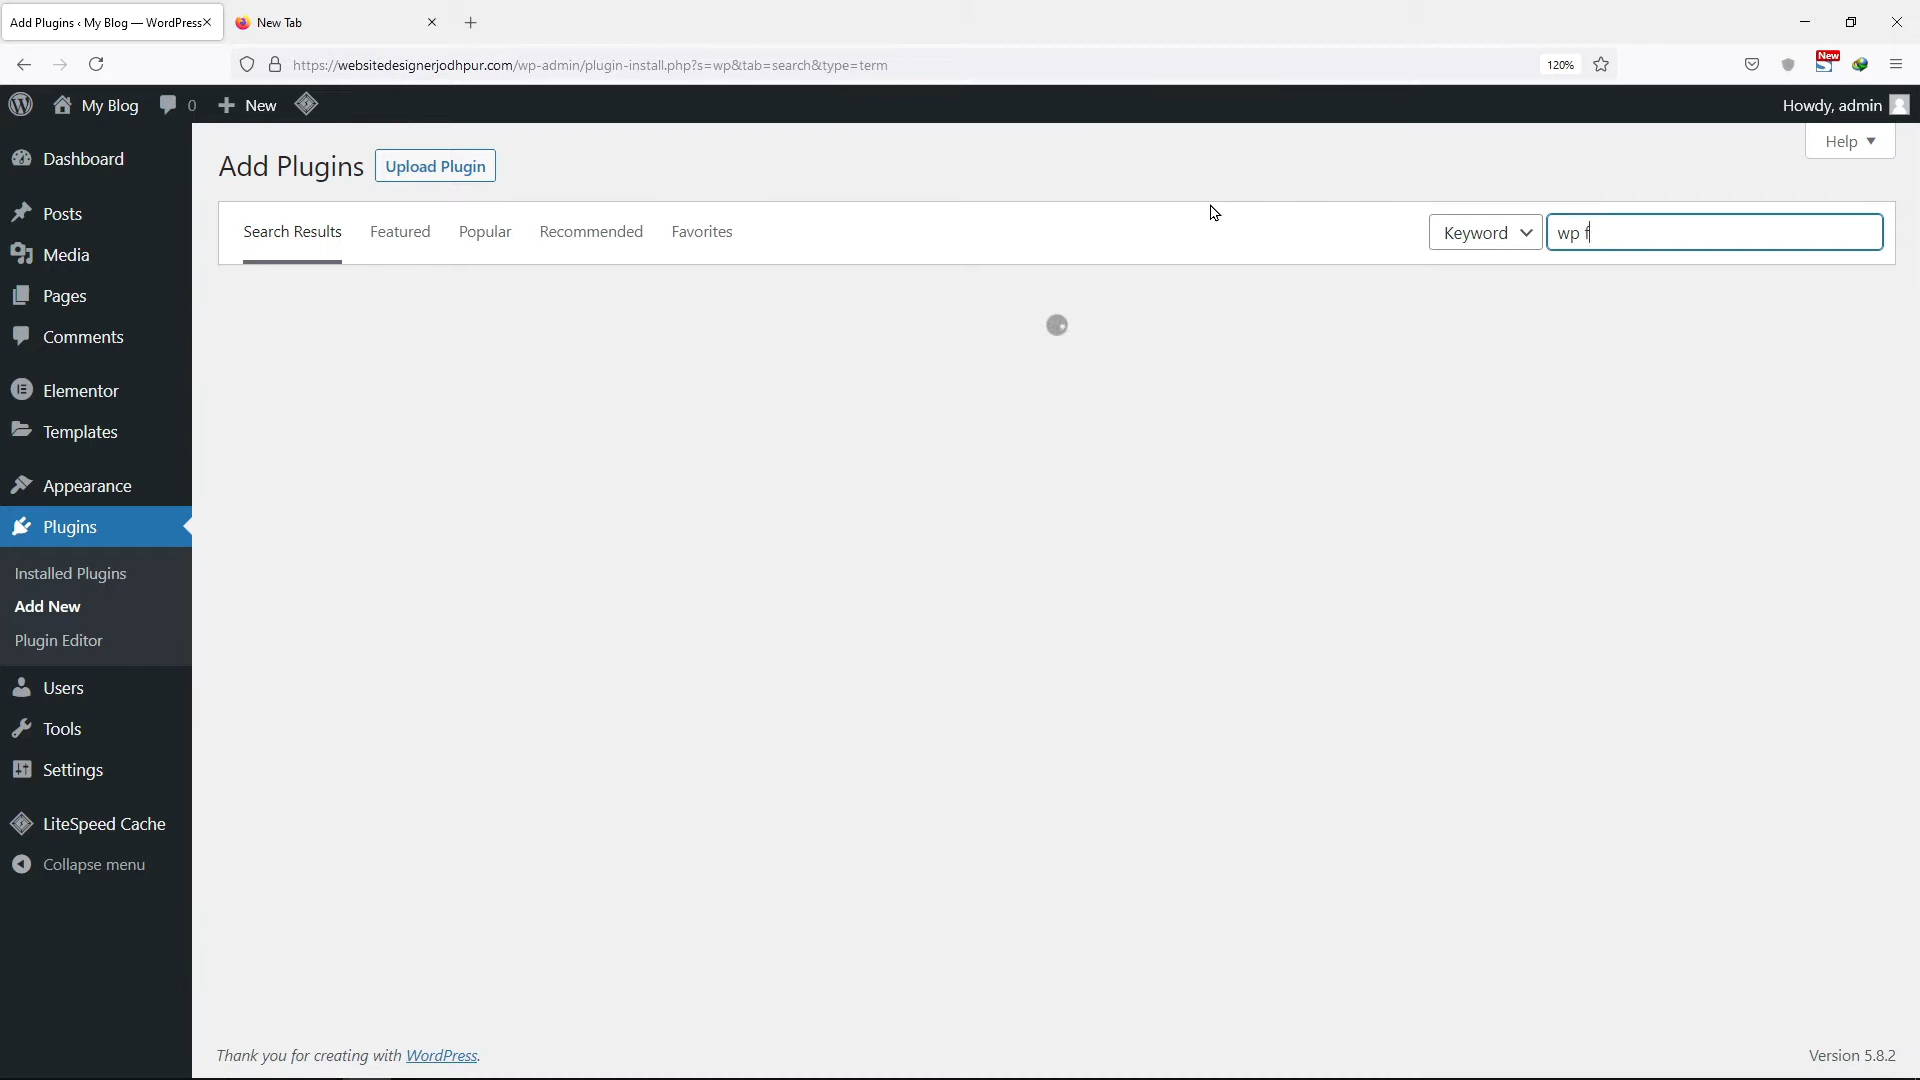 Add Plugins ‹ My Blog — WordPress
New Tab
https://websitedesignerjodhpur.com/wp-admin/plugin-install.php?s=wp&tab=search&type=term
120%
New
My Blog
0
New
Howdy, admin
Help
Dashboard
Posts
Media
Pages
Comments
Elementor
Templates
Appearance
Plugins
Installed Plugins
Add New
Plugin Editor
Users
Tools
Settings
LiteSpeed Cache
Collapse menu
Add Plugins
Upload Plugin
Search Results
Featured
Popular
Recommended
Favorites
Keyword
wp f
Thank you for creating with WordPress.
Version 5.8.2